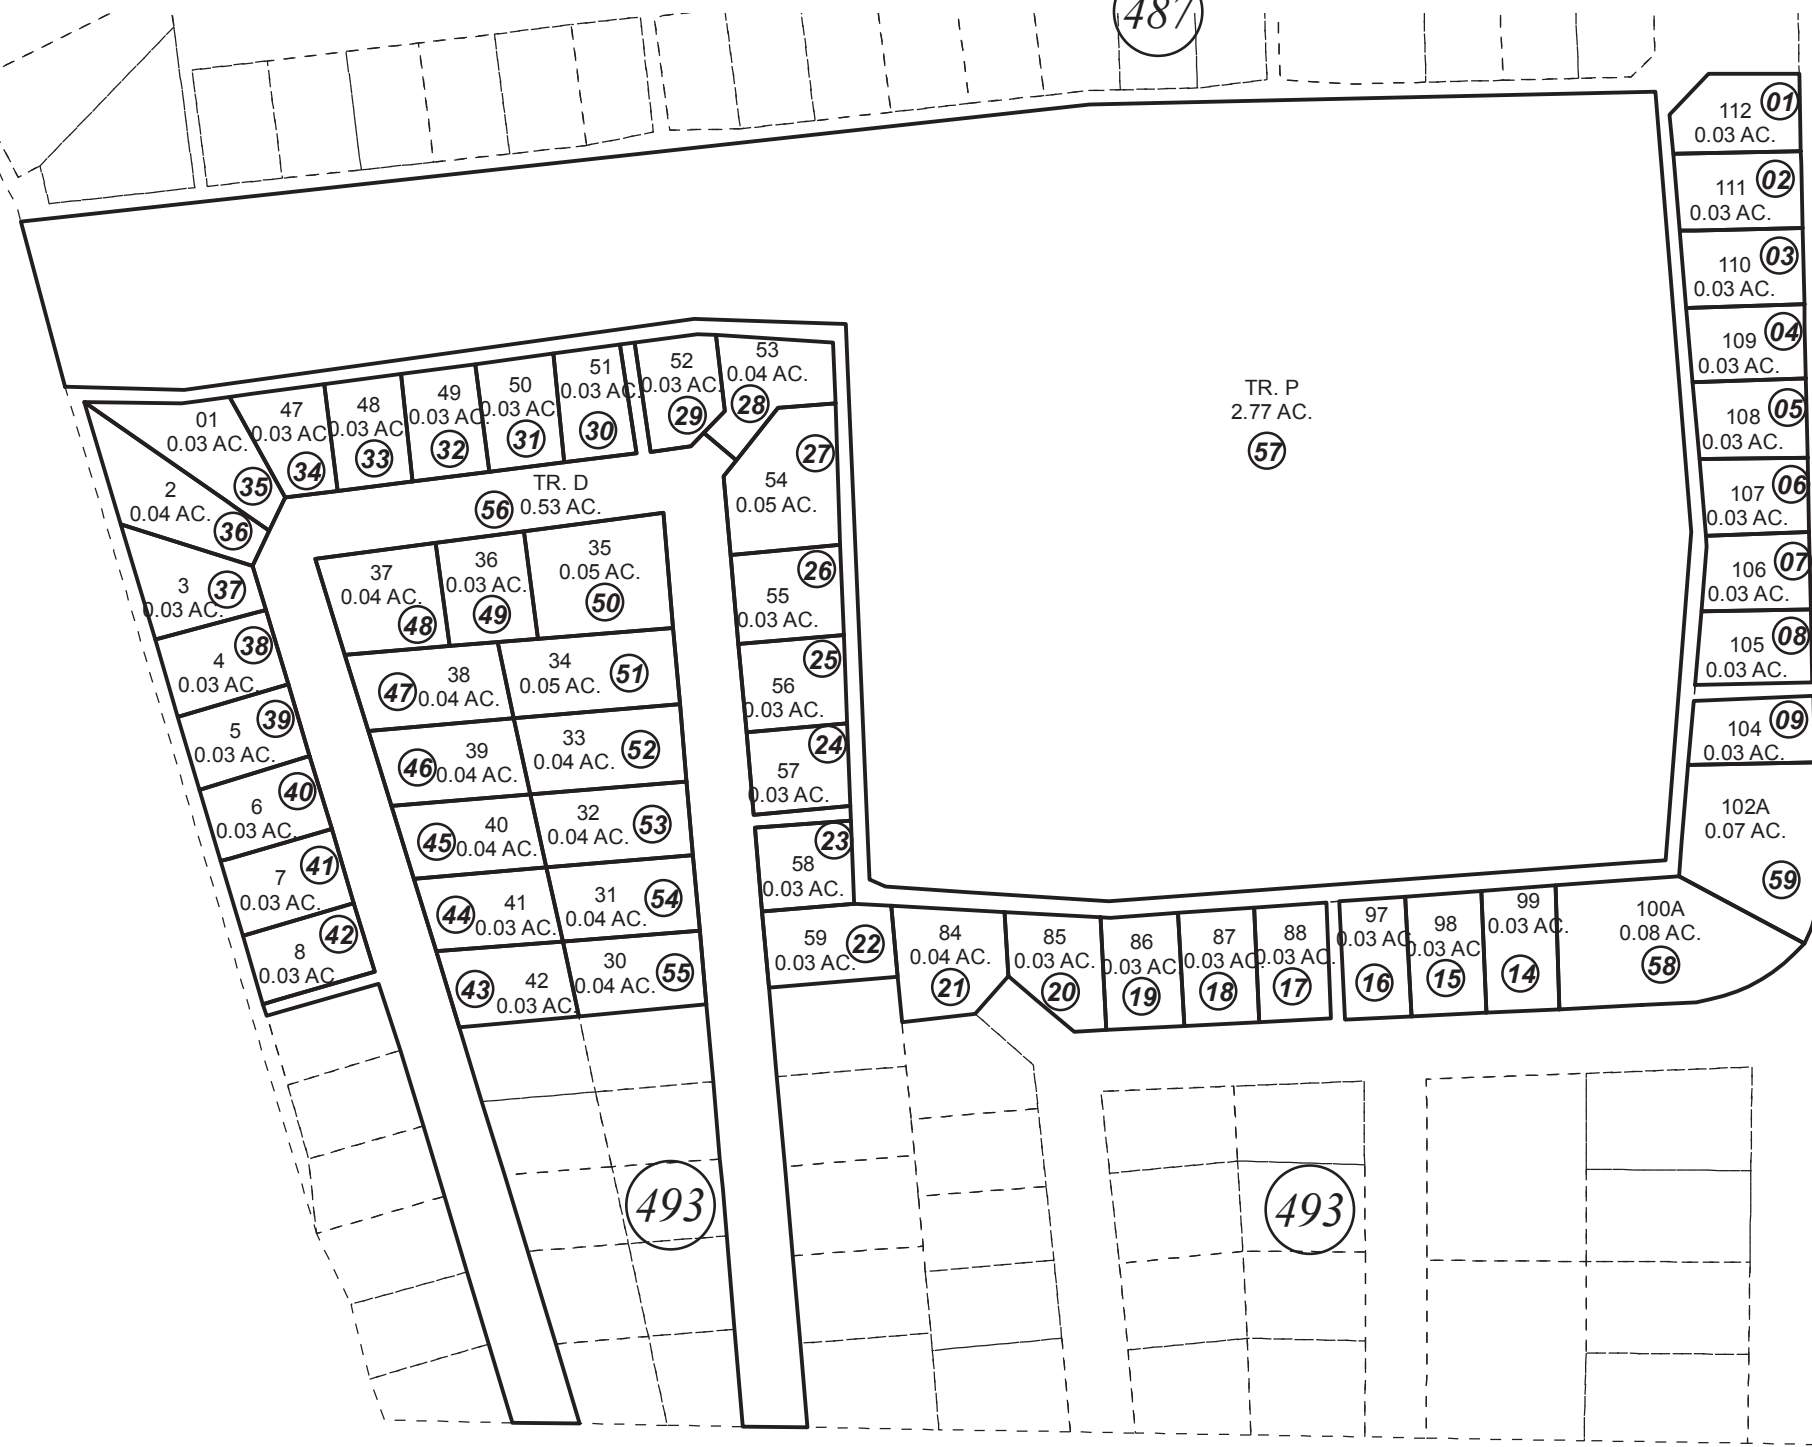 487
112
01
0.03 AC.
111
02
0.03 AC.
110
03
0.03 AC.
109
04
0.03 AC.
108
05
0.03 AC.
107
06
0.03 AC.
106
07
0.03 AC.
105
08
0.03 AC.
104
09
0.03 AC.
102A
0.07 AC.
59
100A
0.08 AC.
58
99
0.03 AC.
14
98
0.03 AC.
15
97
0.03 AC.
16
88
0.03 AC.
17
87
0.03 AC.
18
86
0.03 AC.
19
85
0.03 AC.
20
84
0.04 AC.
21
59
0.03 AC.
22
58
0.03 AC.
23
57
0.03 AC.
24
56
0.03 AC.
25
55
0.03 AC.
26
54
0.05 AC.
27
53
0.04 AC.
28
52
0.03 AC.
29
51
0.03 AC.
30
50
0.03 AC.
31
49
0.03 AC.
32
48
0.03 AC.
33
47
0.03 AC.
34
01
0.03 AC.
35
2
0.04 AC.
36
3
0.03 AC.
37
4
0.03 AC.
38
5
0.03 AC.
39
6
0.03 AC.
40
7
0.03 AC.
41
8
0.03 AC.
42
TR. D
0.53 AC.
56
TR. P
2.77 AC.
57
37
0.04 AC.
48
36
0.03 AC.
49
35
0.05 AC.
50
38
0.04 AC.
47
34
0.05 AC.
51
39
0.04 AC.
46
33
0.04 AC.
52
40
0.04 AC.
45
32
0.04 AC.
53
41
0.03 AC.
44
31
0.04 AC.
54
42
0.03 AC.
43
30
0.04 AC.
55
493
493